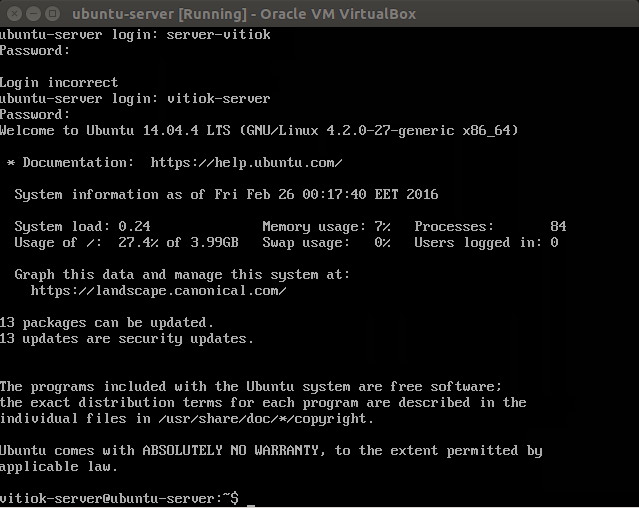 ubuntu-server [Running] - Oracle VM VirtualBox
ubuntu-server login: server-vitiok
Password:
Login incorrect
ubuntu-server login: vitiok-server
Password:
Welcome to Ubuntu 14.04.4 LTS (GNU/Linux 4.2.0-27-generic x86_64)
* Documentation:  https://help.ubuntu.com/
System information as of Fri Feb 26 00:17:40 EET 2016
System load: 0.24              Memory usage: 7%   Processes:       84
Usage of /:  27.4% of 3.99GB   Swap usage:   0%   Users logged in: 0
Graph this data and manage this system at:
https://landscape.canonical.com/
13 packages can be updated.
13 updates are security updates.
The programs included with the Ubuntu system are free software;
the exact distribution terms for each program are described in the
individual files in /usr/share/doc/*/copyright.
Ubuntu comes with ABSOLUTELY NO WARRANTY, to the extent permitted by
applicable law.
vitiok-server@ubuntu-server:~$ _